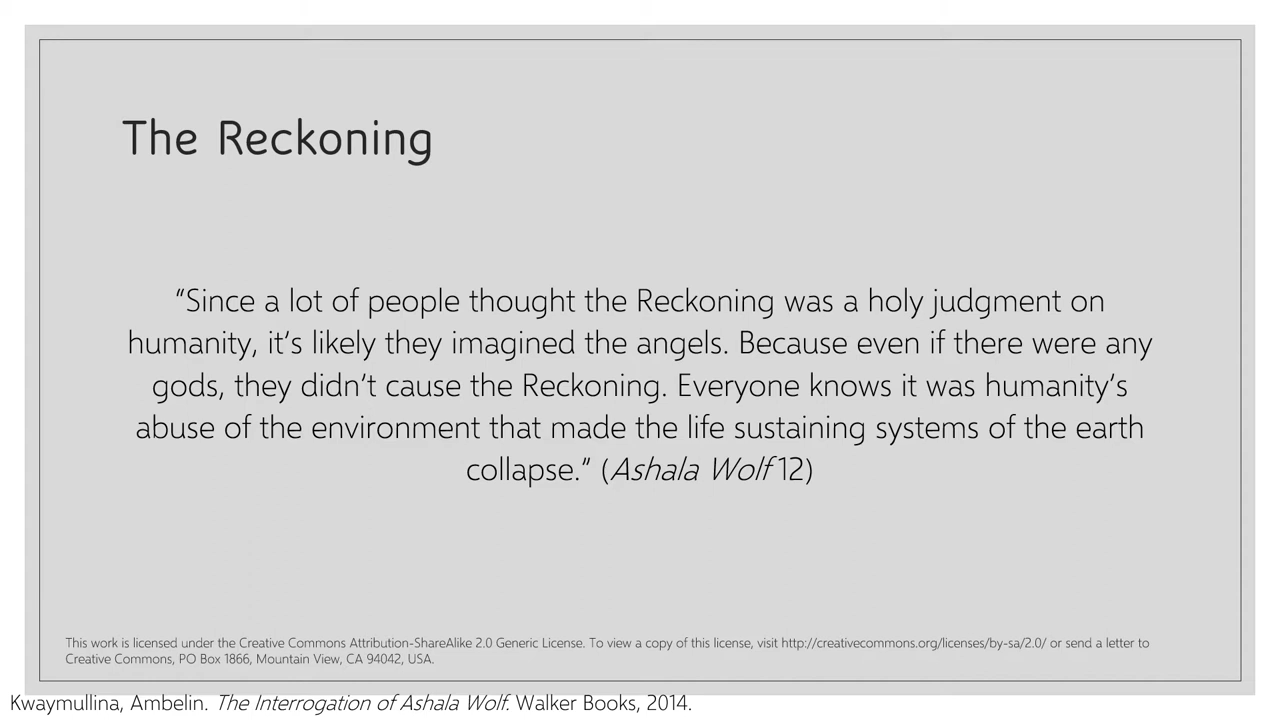 The Reckoning
“Since a lot of people thought the Reckoning was a holy judgment on
humanity, it’s likely they imagined the angels. Because even if there were any
gods, they didn’t cause the Reckoning. Everyone knows it was humanity’s
abuse of the environment that made the life sustaining systems of the earth
collapse.” (Ashala Wolf 12)
This work is licensed under the Creative Commons Attribution-ShareAlike 2.0 Generic License. To view a copy of this license, visit http://creativecommons.org/licenses/by-sa/2.0/ or send a letter to
Creative Commons, PO Box 1866, Mountain View, CA 94042, USA.
Kwaymullina, Ambelin. The Interrogation of Ashala Wolf. Walker Books, 2014.